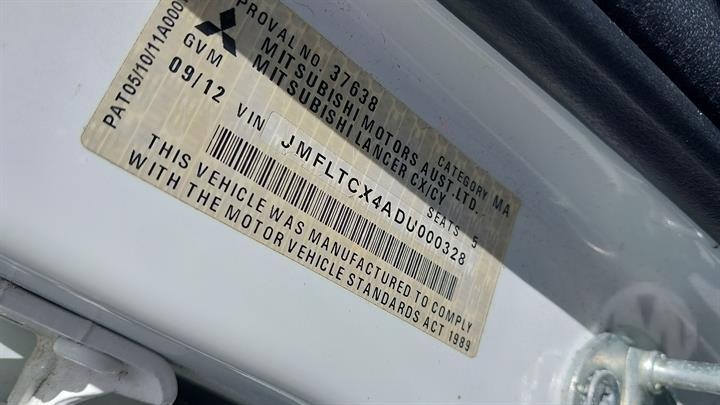 PROVAL NO. 37638 CATEGORY MA
MITSUBISHI MOTORS AUST.LTD.
MITSUBISHI LANCER CX/CY
GVM SEATS 5
09/12 VIN JMFLTCX4ADU000328
THIS VEHICLE WAS MANUFACTURED TO COMPLY
WITH THE MOTOR VEHICLE STANDARDS ACT 1989
PAT05/10/11A000